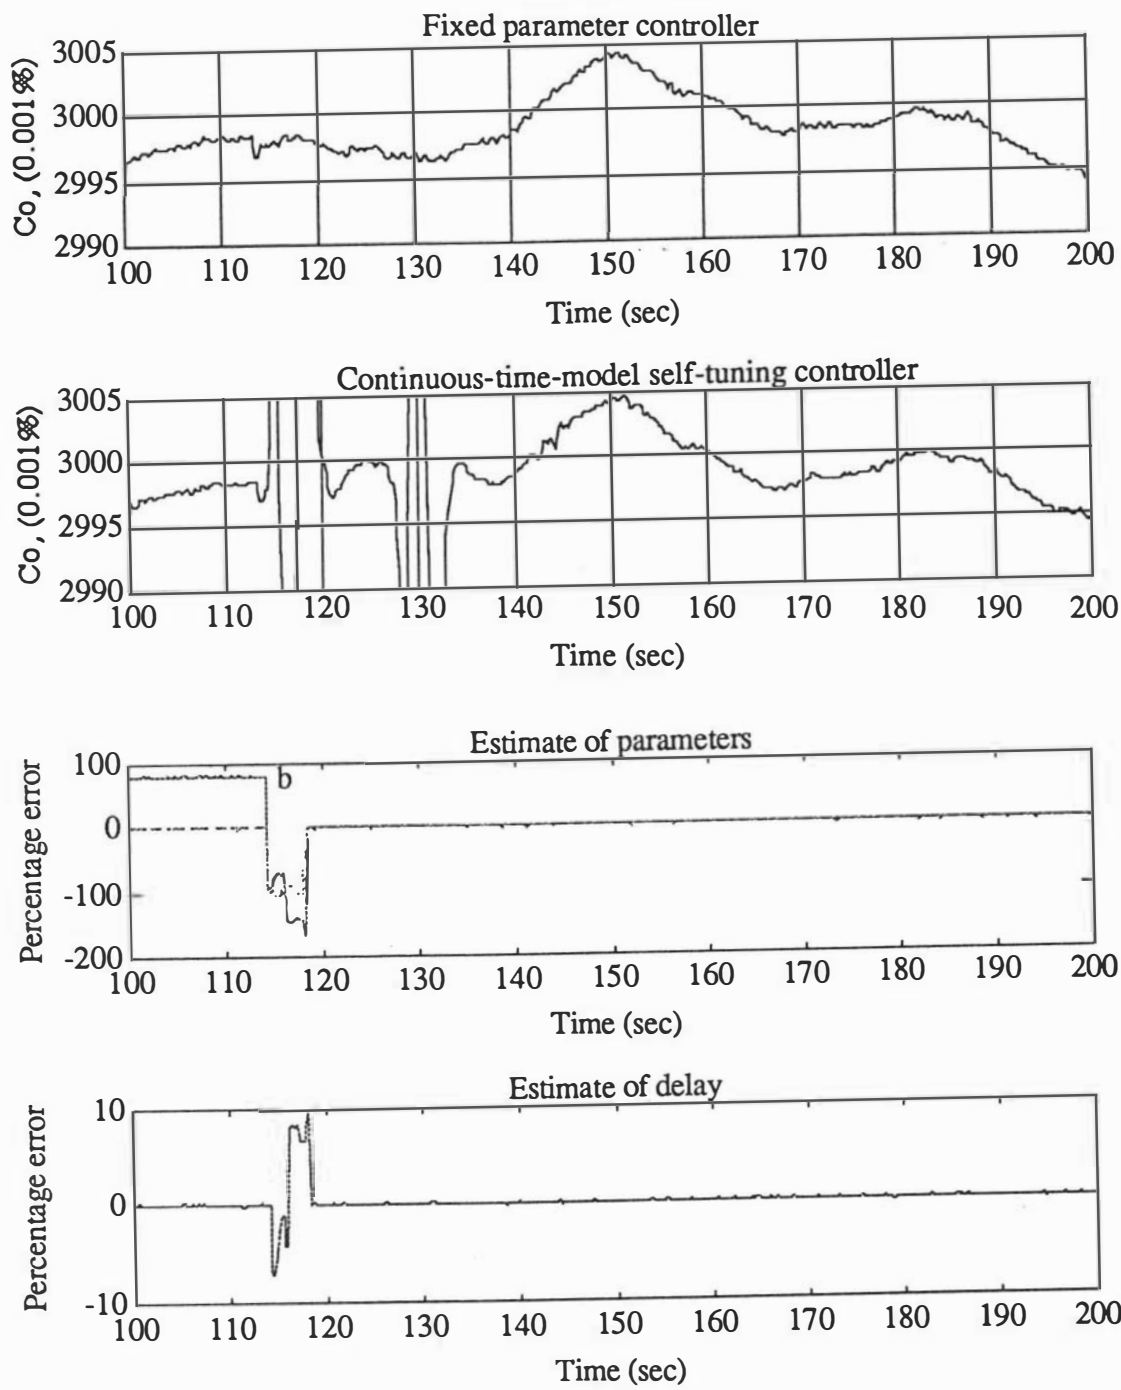 Fixed parameter controller
Co, (0.001%)
3005
3000
2995
2990
100 110 120 130 140 150 160 170 180 190 200
Time (sec)
Continuous-time-model self-tuning controller
Co, (0.001%)
3005
3000
2995
2990
100 110 120 130 140 150 160 170 180 190 200
Time (sec)
Estimate of parameters
Percentage error
100
0
-100
-200
b
100 110 120 130 140 150 160 170 180 190 200
Time (sec)
Estimate of delay
Percentage error
10
0
-10
100 110 120 130 140 150 160 170 180 190 200
Time (sec)